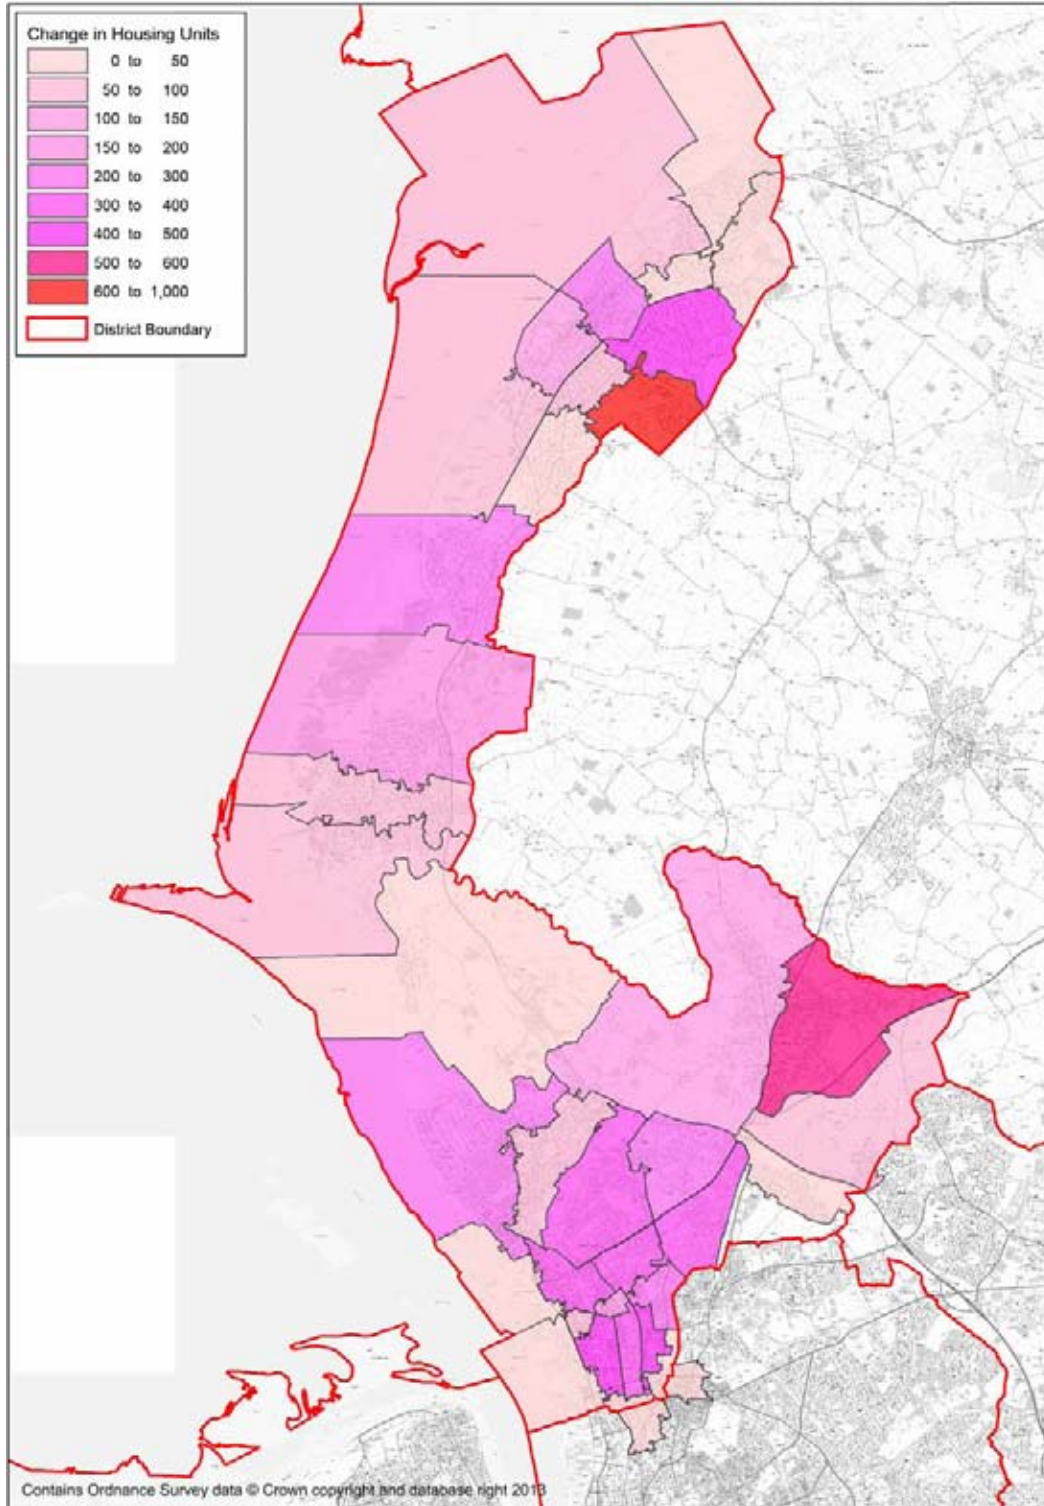 Change in Housing Units
0 to 50
50 to 100
100 to 150
150 to 200
200 to 300
300 to 400
400 to 500
500 to 600
600 to 1,000
District Boundary
Contains Ordnance Survey data © Crown copyright and database right 2013